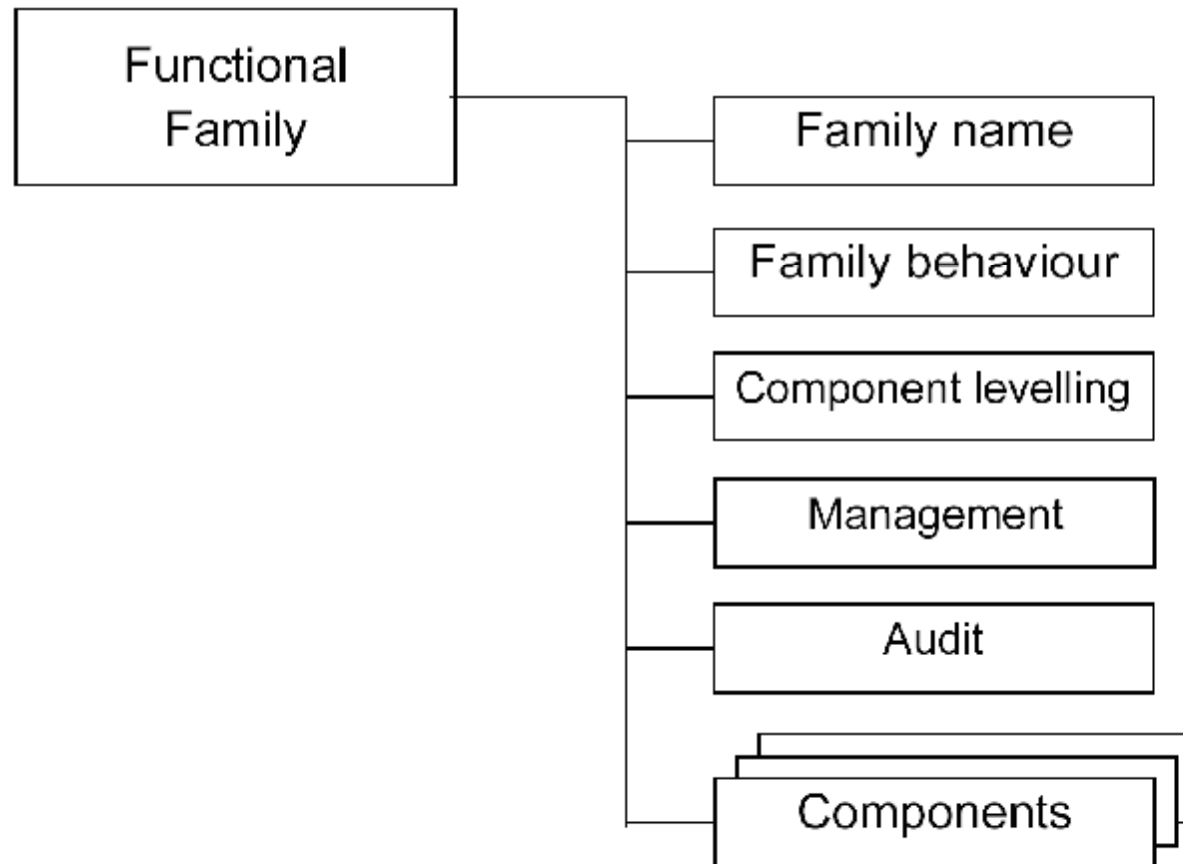 Functional
Family
Family name
Family behaviour
Component levelling
Management
Audit
Components